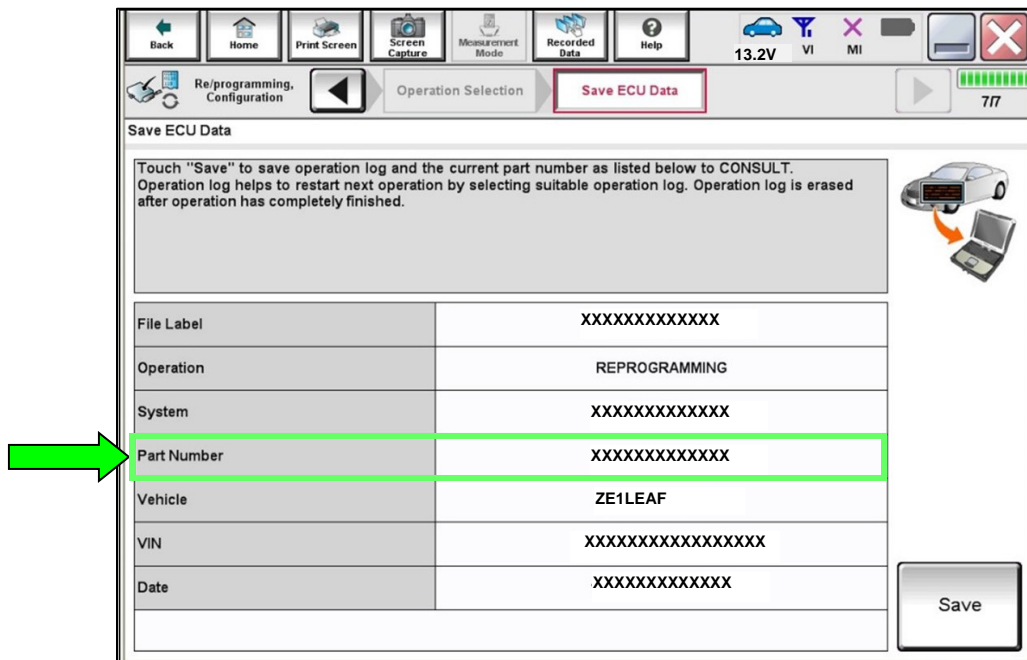 Back Home Print Screen Screen Capture Measurement Mode Recorded Data Help 13.2V VI MI
Re/programming, Configuration Operation Selection Save ECU Data 7/7
Save ECU Data
Touch "Save" to save operation log and the current part number as listed below to CONSULT.
Operation log helps to restart next operation by selecting suitable operation log. Operation log is erased
after operation has completely finished.
File Label XXXXXXXXXXXXX
Operation REPROGRAMMING
System XXXXXXXXXXXXX
Part Number XXXXXXXXXXXXX
Vehicle ZE1LEAF
VIN XXXXXXXXXXXXXXXXX
Date XXXXXXXXXXXXX
Save